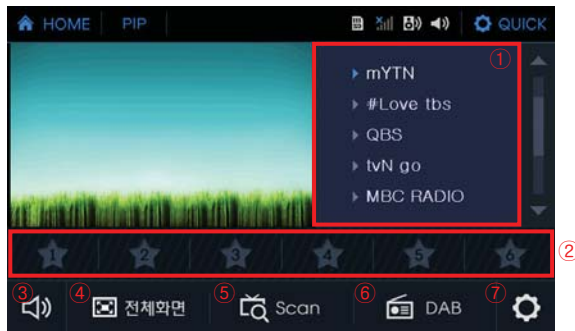 HOME PIP QUICK
①
mYTN
#Love tbs
QBS
tvN go
MBC RADIO
1 2 3 4 5 6 ②
③ ④ 전체화면 ⑤ Scan ⑥ DAB ⑦